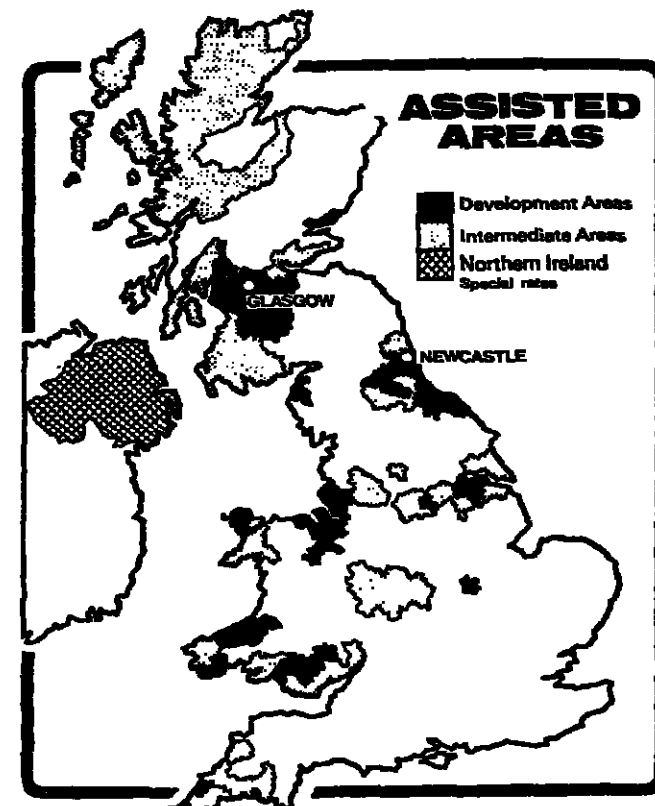 ASSISTED
AREAS
Development Areas
Intermediate Areas
Northern Ireland
Special rates
GLASGOW
NEWCASTLE